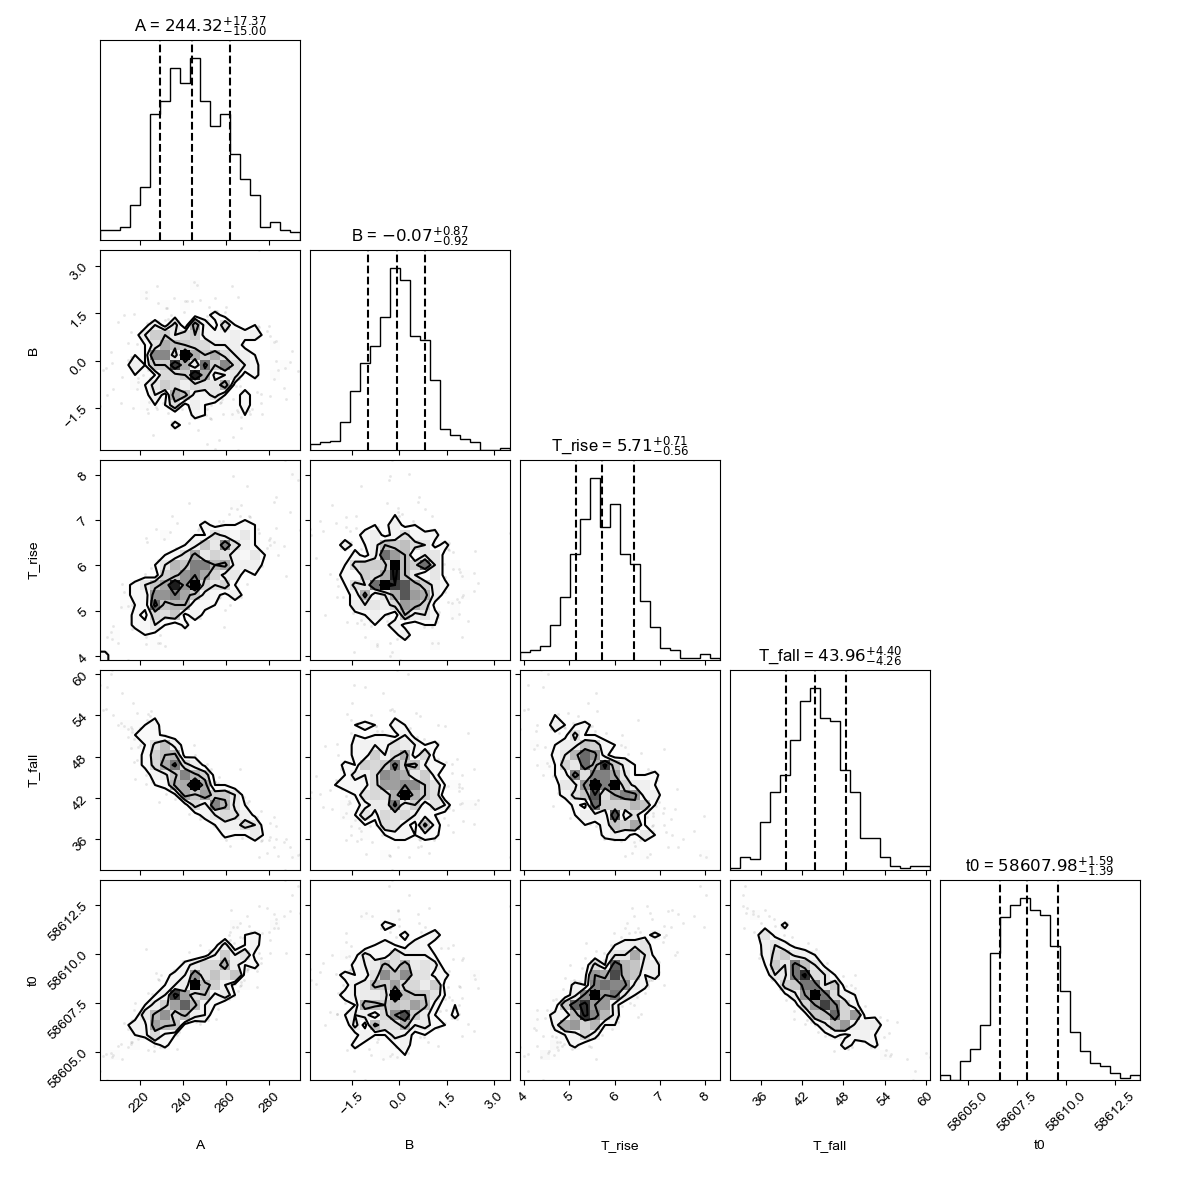 A = 244.32+17.37−15.00
B = −0.07+0.87−0.92
3.0
1.5
0.0
−1.5
B
T_rise = 5.71+0.71−0.56
8
7
6
5
4
T_rise
T_fall = 43.96+4.40−4.26
60
54
48
42
36
T_fall
t0 = 58607.98+1.59−1.39
58612.5
58610.0
58607.5
58605.0
t0
220 240 260 280
−1.5 0.0 1.5 3.0
4 5 6 7 8
36 42 48 54 60
58605.0 58607.5 58610.0 58612.5
A B T_rise T_fall t0